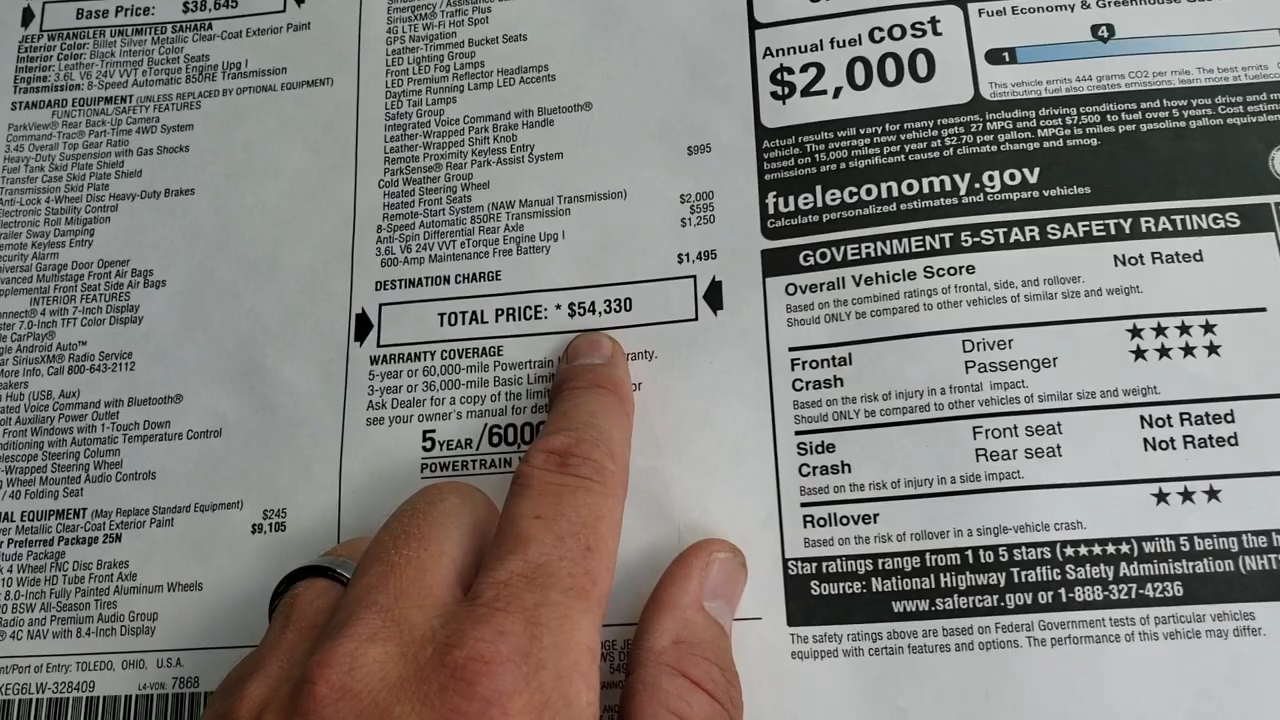 Base Price: $38,645
JEEP WRANGLER UNLIMITED SAHARA
Exterior Color: Billet Silver Metallic Clear-Coat Exterior Paint
Interior Color: Black Interior Color
Interior: Leather-Trimmed Bucket Seats
Engine: 3.6L V6 24V VVT eTorque Engine Upg I
Transmission: 8-Speed Automatic 850RE Transmission
STANDARD EQUIPMENT (UNLESS REPLACED BY OPTIONAL EQUIPMENT)
FUNCTIONAL/SAFETY FEATURES
ParkView® Rear Back-Up Camera
Command-Trac® Part-Time 4WD System
3.45 Overall Top Gear Ratio
Heavy-Duty Suspension with Gas Shocks
Fuel Tank Skid Plate Shield
Transfer Case Skid Plate Shield
Transmission Skid Plate
Anti-Lock 4-Wheel Disc Heavy-Duty Brakes
Electronic Stability Control
Electronic Roll Mitigation
railer Sway Damping
emote Keyless Entry
ecurity Alarm
iversal Garage Door Opener
vanced Multistage Front Air Bags
pplemental Front Seat Side Air Bags
INTERIOR FEATURES
onnect® 4 with 7-Inch Display
ster 7.0-Inch TFT Color Display
le CarPlay®
gle Android Auto™
ar SiriusXM® Radio Service
More Info, Call 800-643-2112
eakers
Hub (USB, Aux)
ated Voice Command with Bluetooth®
olt Auxiliary Power Outlet
Front Windows with 1-Touch Down
nditioning with Automatic Temperature Control
elescope Steering Column
-Wrapped Steering Wheel
g Wheel Mounted Audio Controls
/ 40 Folding Seat
AL EQUIPMENT (May Replace Standard Equipment)
er Metallic Clear-Coat Exterior Paint $245
r Preferred Package 25N $9,105
itude Package
k 4 Wheel FNC Disc Brakes
10 Wide HD Tube Front Axle
x 8.0-Inch Fully Painted Aluminum Wheels
20 BSW All-Season Tires
Radio and Premium Audio Group
® 4C NAV with 8.4-Inch Display
nt/Port of Entry: TOLEDO, OHIO, U.S.A.
XEG6LW-328409 L4-VON: 7868
Emergency / Assistance
SiriusXM® Traffic Plus
4G LTE Wi-Fi Hot Spot
GPS Navigation
Leather-Trimmed Bucket Seats
LED Lighting Group
Front LED Fog Lamps
LED Premium Reflector Headlamps
Daytime Running Lamp LED Accents
LED Tail Lamps
Safety Group
Integrated Voice Command with Bluetooth®
Leather-Wrapped Park Brake Handle
Leather-Wrapped Shift Knob
Remote Proximity Keyless Entry
ParkSense® Rear Park-Assist System
Cold Weather Group $995
Heated Steering Wheel
Heated Front Seats
Remote-Start System (NAW Manual Transmission)
8-Speed Automatic 850RE Transmission $2,000
Anti-Spin Differential Rear Axle $595
3.6L V6 24V VVT eTorque Engine Upg I $1,250
600-Amp Maintenance Free Battery
DESTINATION CHARGE $1,495
TOTAL PRICE: * $54,330
WARRANTY COVERAGE
5-year or 60,000-mile Powertrain L ranty.
3-year or 36,000-mile Basic Limit
Ask Dealer for a copy of the limit or
see your owner's manual for det
5 YEAR/60,00
POWERTRAIN
Annual fuel cost
$2,000
Fuel Economy & Greenhouse Gas
4
1
This vehicle emits 444 grams CO2 per mile. The best emits
distributing fuel also creates emissions; learn more at fueleco
Actual results will vary for many reasons, including driving conditions and how you drive and m
vehicle. The average new vehicle gets 27 MPG and cost $7,500 to fuel over 5 years. Cost estim
based on 15,000 miles per year at $2.70 per gallon. MPGe is miles per gasoline gallon equivalen
emissions are a significant cause of climate change and smog.
fueleconomy.gov
Calculate personalized estimates and compare vehicles
GOVERNMENT 5-STAR SAFETY RATINGS
Overall Vehicle Score Not Rated
Based on the combined ratings of frontal, side, and rollover.
Should ONLY be compared to other vehicles of similar size and weight.
Frontal Driver ★★★★
Crash Passenger ★★★★
Based on the risk of injury in a frontal impact.
Should ONLY be compared to other vehicles of similar size and weight.
Side Front seat Not Rated
Crash Rear seat Not Rated
Based on the risk of injury in a side impact.
Rollover ★★★
Based on the risk of rollover in a single-vehicle crash.
Star ratings range from 1 to 5 stars (★★★★★) with 5 being the h
Source: National Highway Traffic Safety Administration (NHT
www.safercar.gov or 1-888-327-4236
The safety ratings above are based on Federal Government tests of particular vehicles
equipped with certain features and options. The performance of this vehicle may differ.